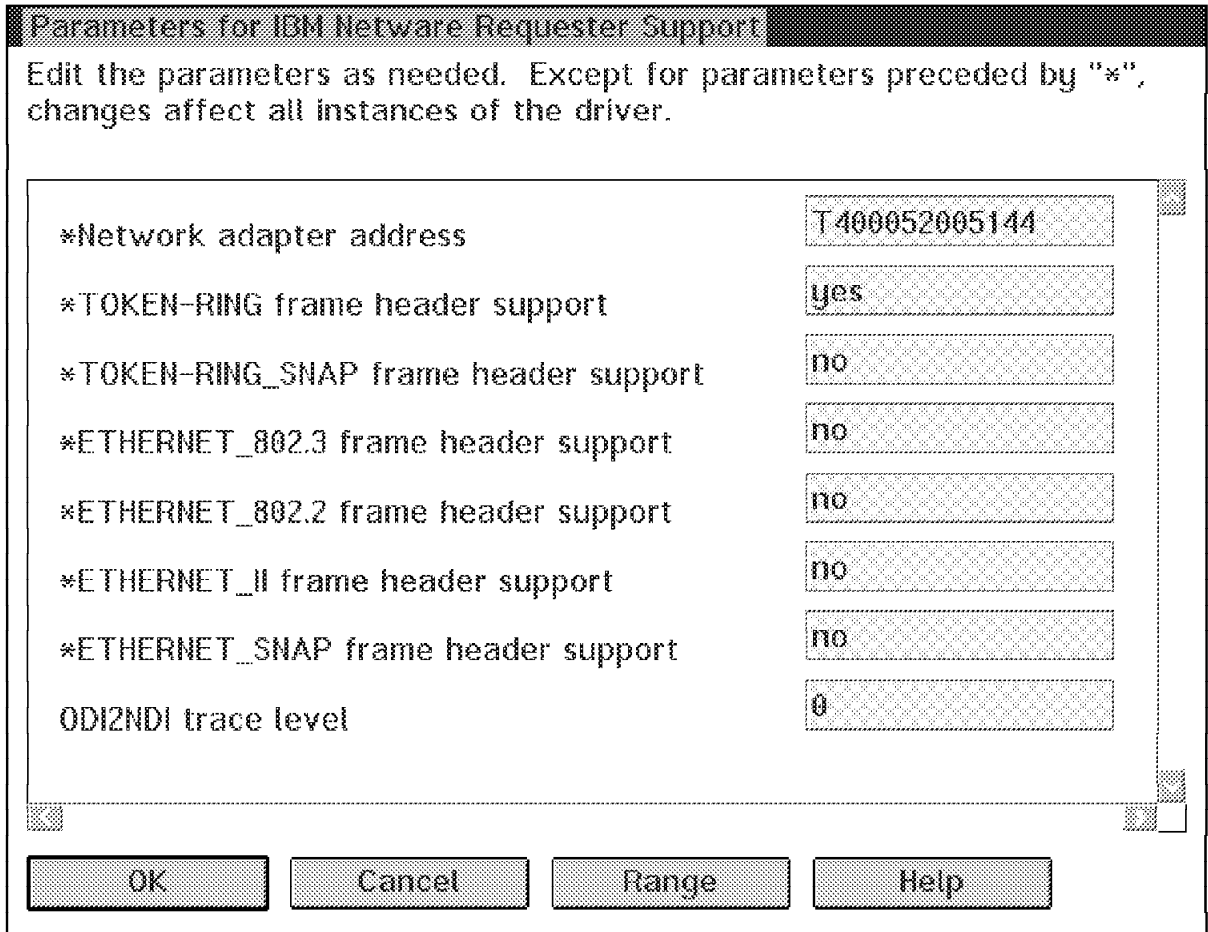 Parameters for IBM Netware Requester Support
Edit the parameters as needed. Except for parameters preceded by "*",
changes affect all instances of the driver.
*Network adapter address T400052005144
*TOKEN-RING frame header support yes
*TOKEN-RING_SNAP frame header support no
*ETHERNET_802.3 frame header support no
*ETHERNET_802.2 frame header support no
*ETHERNET_II frame header support no
*ETHERNET_SNAP frame header support no
ODI2NDI trace level 0
OK Cancel Range Help